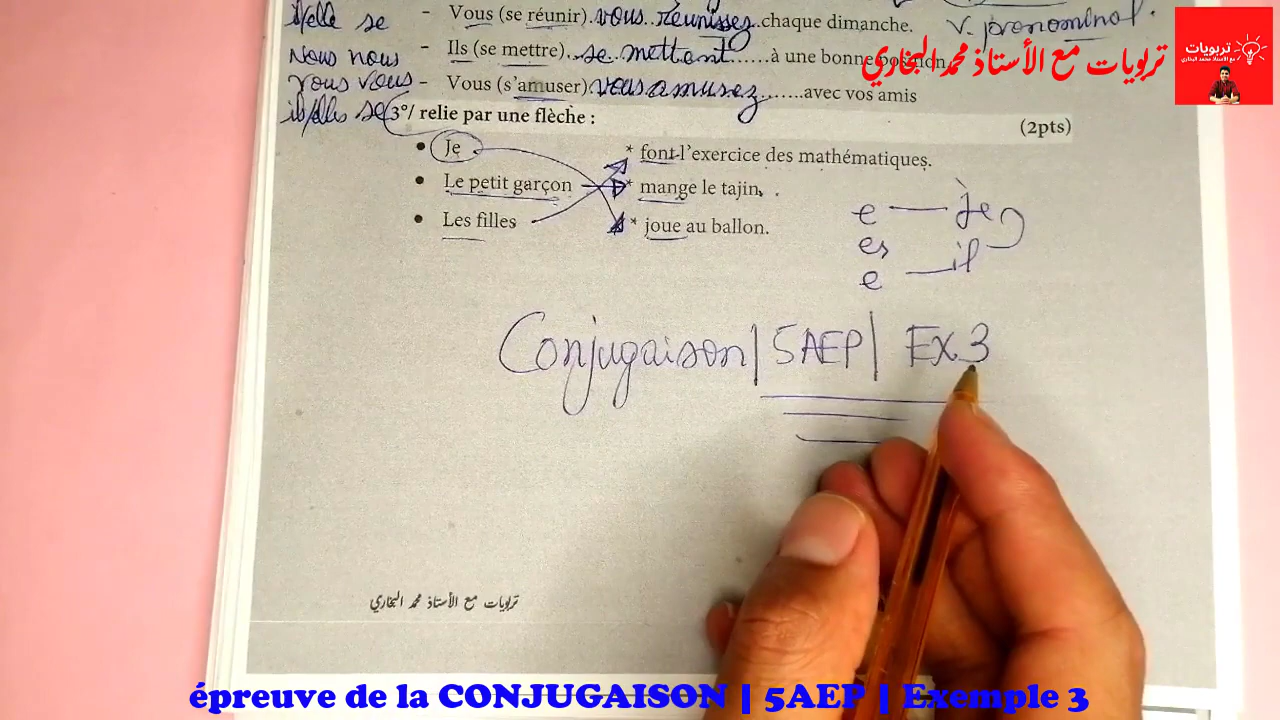 il/elle se - Vous (se réunir).vous..réunissez..chaque dimanche. V. pronominal.
Nous nous - Ils (se mettre)..se mettent......à une bonne position
vous vous - Vous (s'amuser).vous amusez........avec vos amis
ils/elles se 3°/ relie par une flèche : (2pts)
تربويات مع الأستاذ محمد البخاري
تربويات
مع الأستاذ محمد البخاري
• Je * font l'exercice des mathématiques.
• Le petit garçon * mange le tajin. .
• Les filles * joue au ballon.
e — Je
es
e — il
Conjugaison | 5AEP | Ex 3
تربويات مع الأستاذ محمد البخاري
épreuve de la CONJUGAISON | 5AEP | Exemple 3